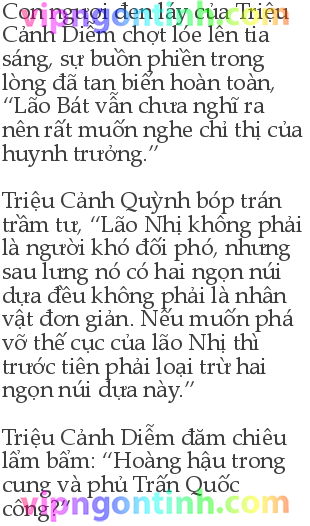 Con ngươi đen láy của Triệu
Cảnh Diễm chợt lóe lên tia
sáng, sự buồn phiền trong
lòng đã tan biến hoàn toàn,
“Lão Bát vẫn chưa nghĩ ra
nên rất muốn nghe chỉ thị của
huynh trưởng.”
Triệu Cảnh Quỳnh bóp trán
trầm tư, “Lão Nhị không phải
là người khó đối phó, nhưng
sau lưng nó có hai ngọn núi
dựa đều không phải là nhân
vật đơn giản. Nếu muốn phá
vỡ thế cục của lão Nhị thì
trước tiên phải loại trừ hai
ngọn núi dựa này.”
Triệu Cảnh Diễm đăm chiêu
lẩm bẩm: “Hoàng hậu trong
cung và phủ Trấn Quốc
công?”
vipngontinh.com
vipngontinh.com